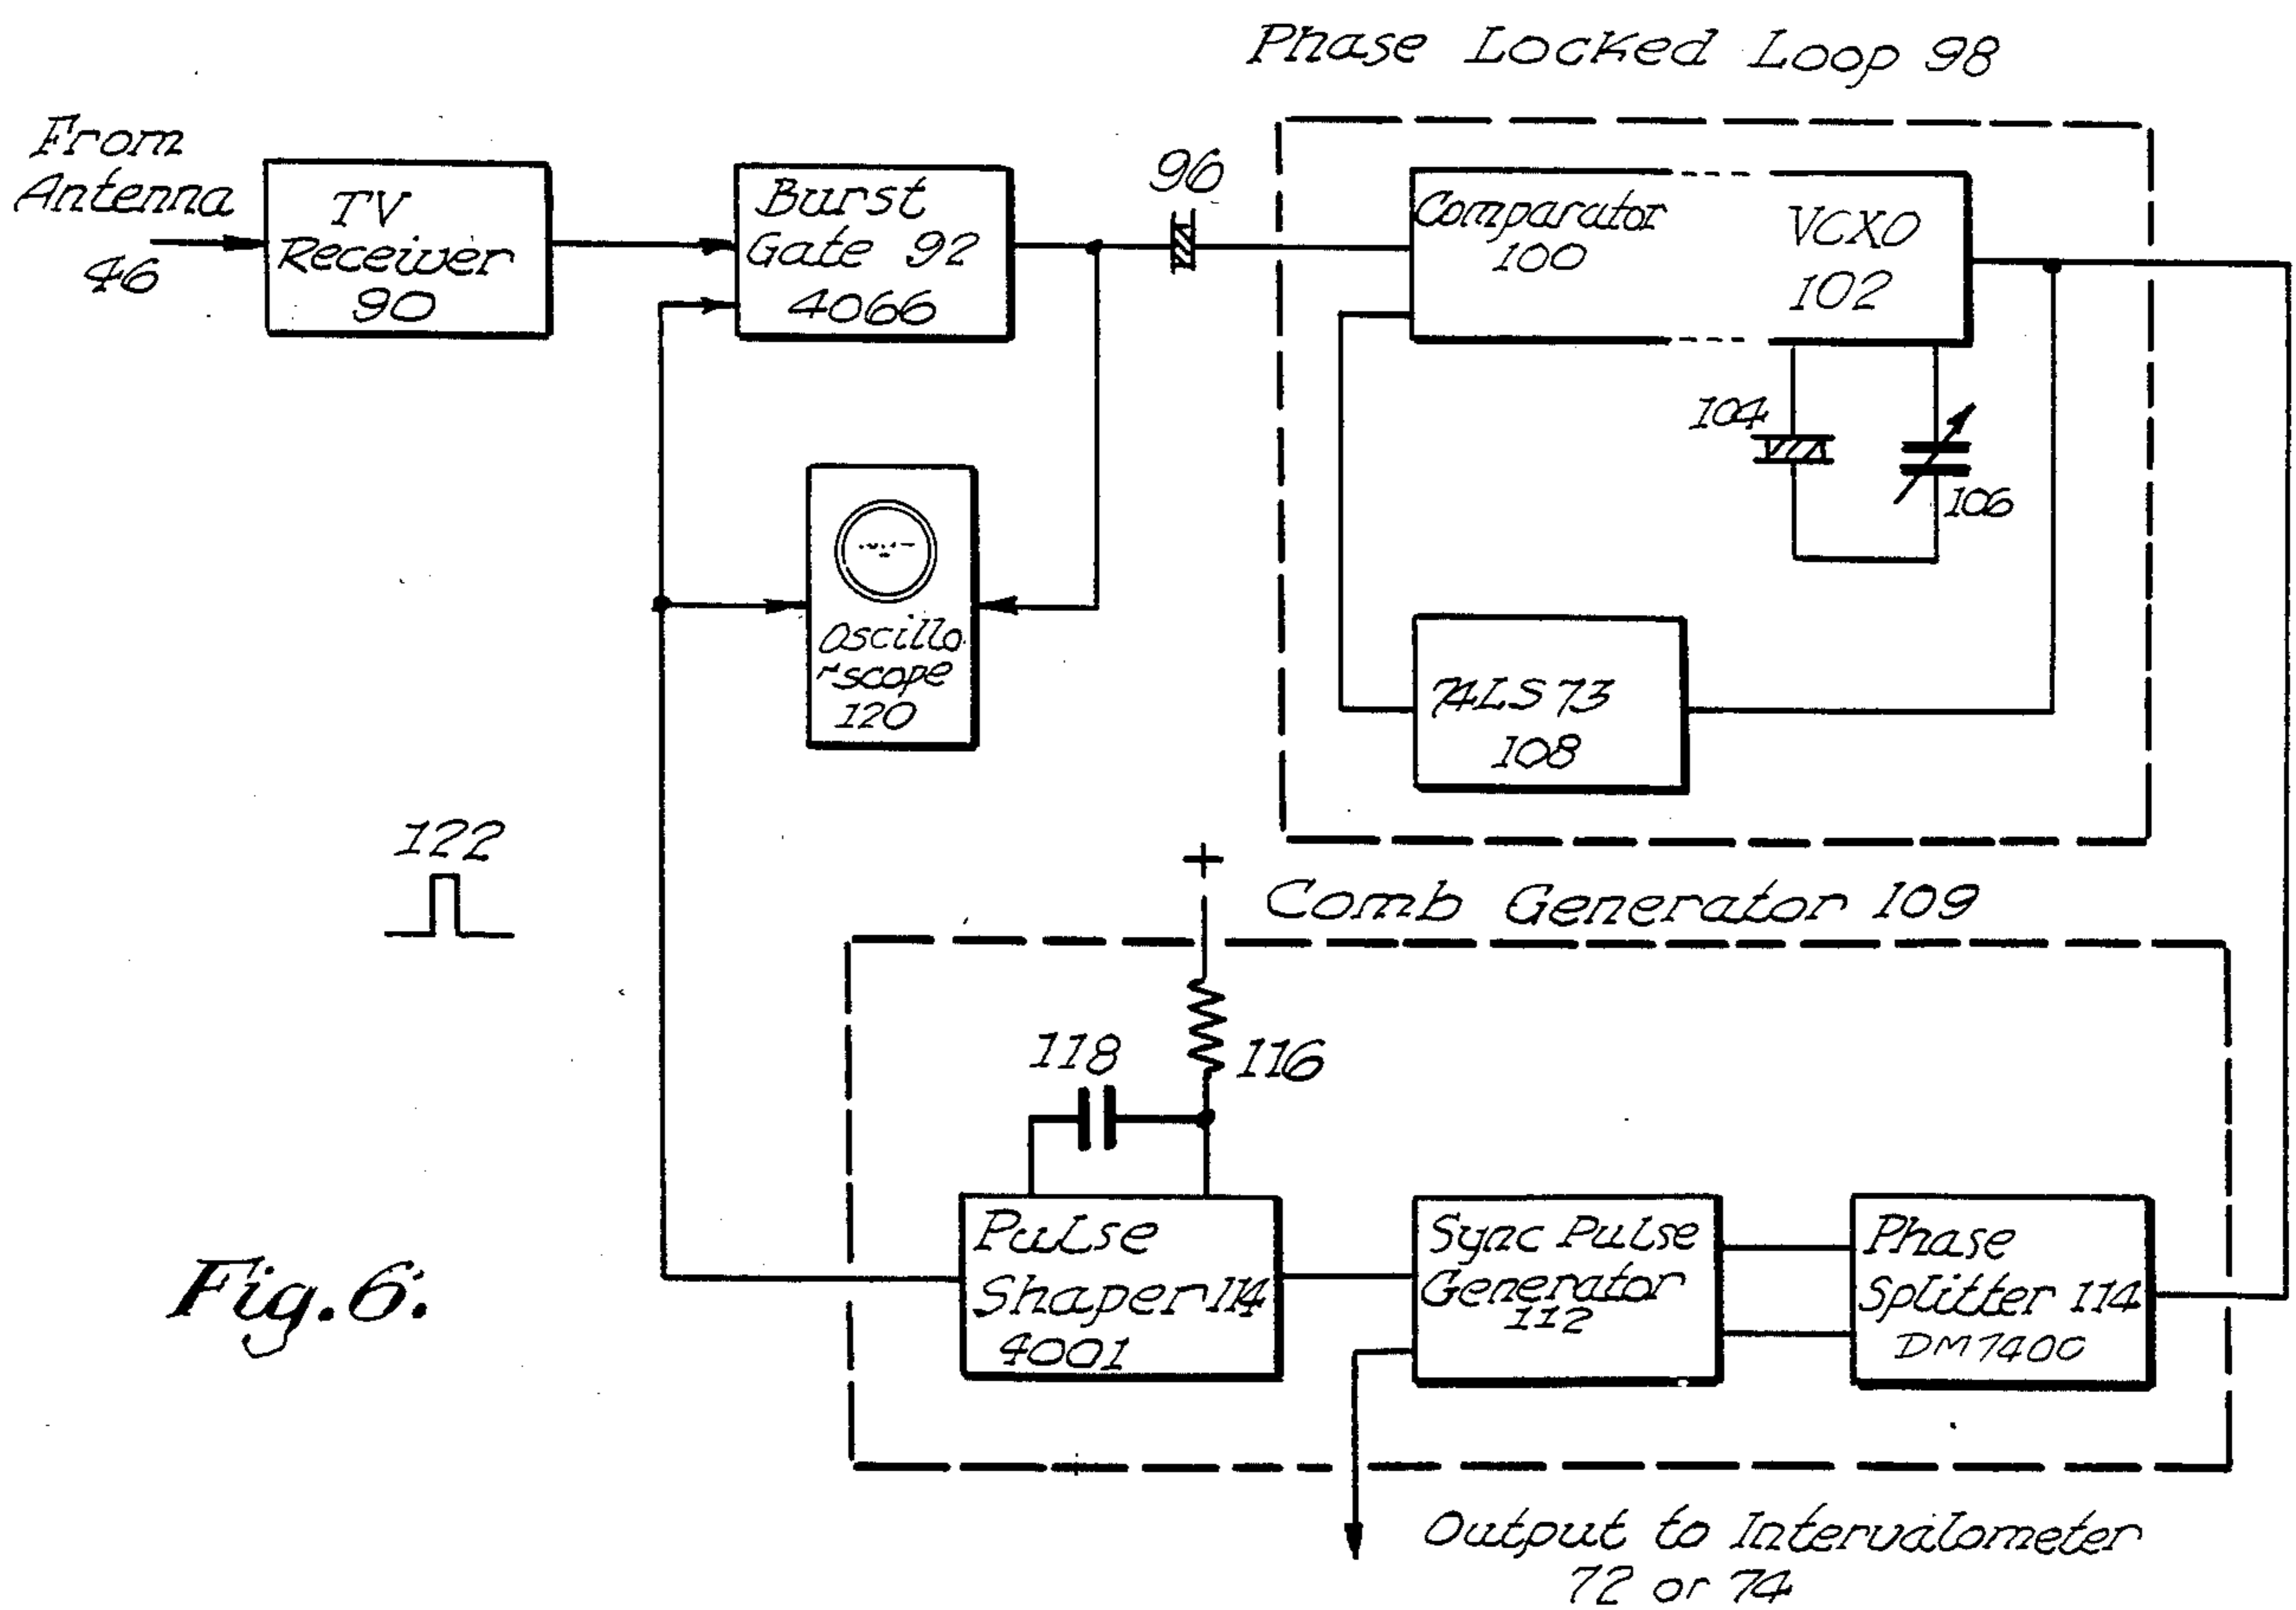 Phase Locked Loop 98
From
Antenna
46
TV
Receiver
90
Burst
Gate 92
4066
96
Comparator
100
VCXO
102
104
106
Oscillo
scope
120
74LS73
108
122
+
Comb Generator 109
118
116
Pulse
Shaper 114
4001
Sync Pulse
Generator
112
Phase
Splitter 114
DM7400
Fig. 6.
Output to Intervalometer
72 or 74